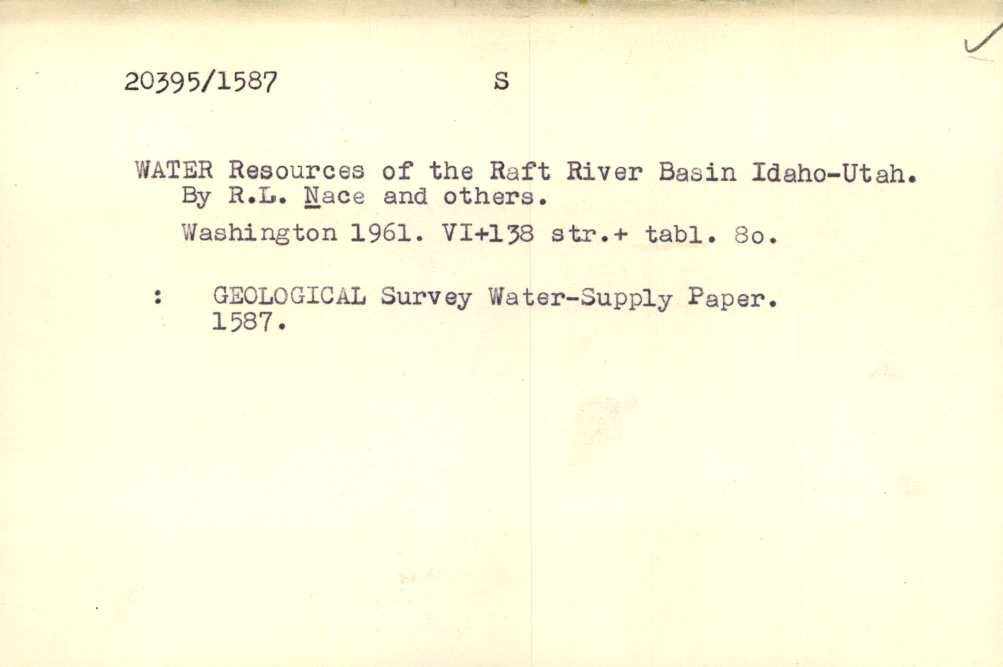 20395/1587 S
WATER Resources of the Raft River Basin Idaho-Utah.
By R.L. Nace and others.
Washington 1961. VI+138 str.+ tabl. 8o.
: GEOLOGICAL Survey Water-Supply Paper.
1587.